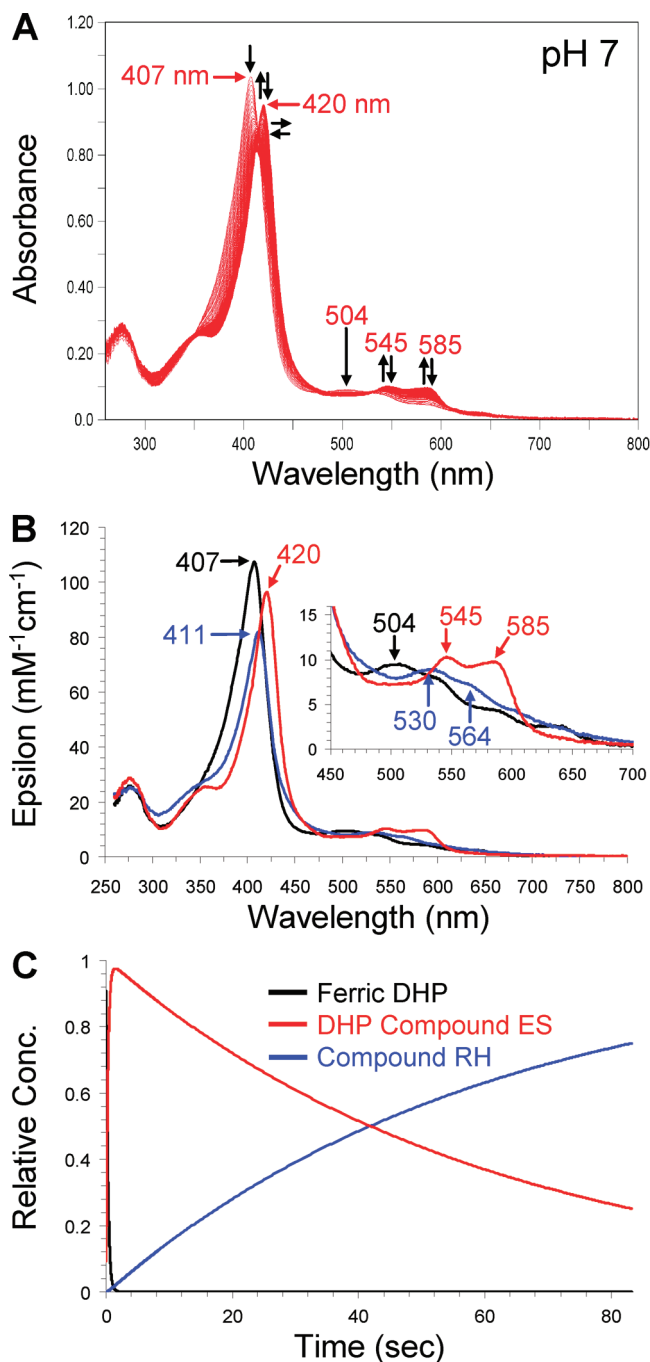 A
pH 7
407 nm
420 nm
504
545
585
Absorbance
1.20
1.00
0.80
0.60
0.40
0.20
0.0
300 400 500 600 700 800
Wavelength (nm)
B
Epsilon (mM⁻¹cm⁻¹)
120
100
80
60
40
20
0
407
420
411
15
10
5
0
504
545
585
530
564
450 500 550 600 650 700
250 300 350 400 450 500 550 600 650 700 750 800
Wavelength (nm)
C
Relative Conc.
1
0.8
0.6
0.4
0.2
0
Ferric DHP
DHP Compound ES
Compound RH
0 20 40 60 80
Time (sec)